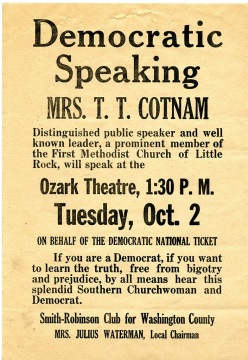 Democratic
Speaking
MRS. T. T. COTNAM
Distinguished public speaker and well
known leader, a prominent member of
the First Methodist Church of Little
Rock, will speak at the
Ozark Theatre, 1:30 P. M.
Tuesday, Oct. 2
ON BEHALF OF THE DEMOCRATIC NATIONAL TICKET
If you are a Democrat, if you want
to learn the truth, free from bigotry
and prejudice, by all means hear this
splendid Southern Churchwoman and
Democrat.
Smith-Robinson Club for Washington County
MRS. JULIUS WATERMAN, Local Chairman